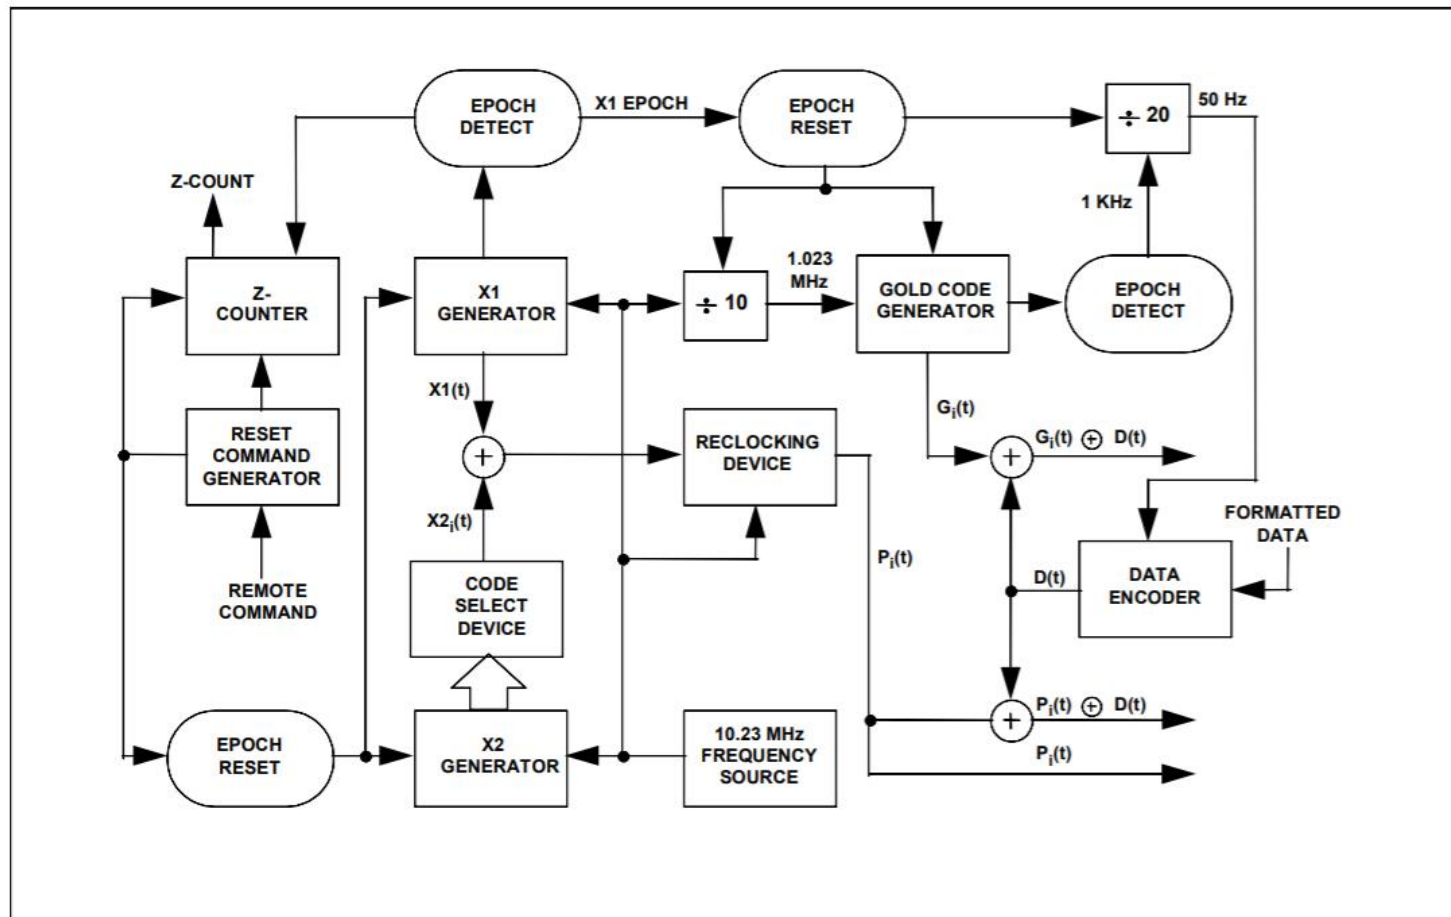 EPOCH
DETECT
X1 EPOCH
EPOCH
RESET
÷ 20
50 Hz
Z-COUNT
1 KHz
Z-
COUNTER
X1
GENERATOR
÷ 10
1.023
MHz
GOLD CODE
GENERATOR
EPOCH
DETECT
X1(t)
Gi(t)
RESET
COMMAND
GENERATOR
+
RECLOCKING
DEVICE
+
Gi(t) ⊕ D(t)
X2i(t)
FORMATTED
DATA
REMOTE
COMMAND
CODE
SELECT
DEVICE
Pi(t)
D(t)
DATA
ENCODER
EPOCH
RESET
X2
GENERATOR
10.23 MHz
FREQUENCY
SOURCE
+
Pi(t) ⊕ D(t)
Pi(t)